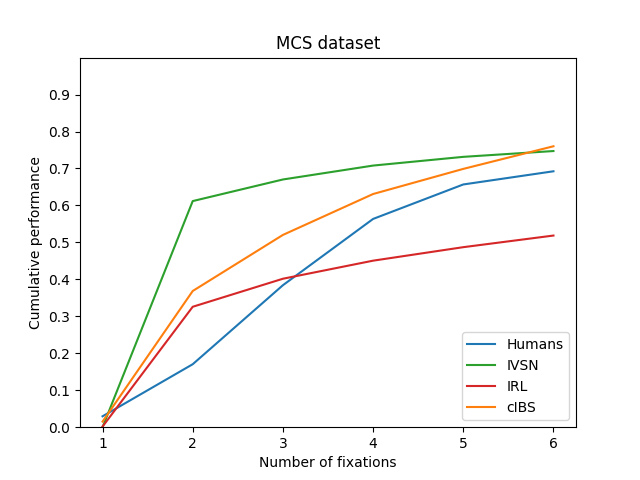 MCS dataset
Cumulative performance
0.9
0.8
0.7
0.6
0.5
0.4
0.3
0.2
0.1
0.0
Humans
IVSN
IRL
cIBS
1 2 3 4 5 6
Number of fixations